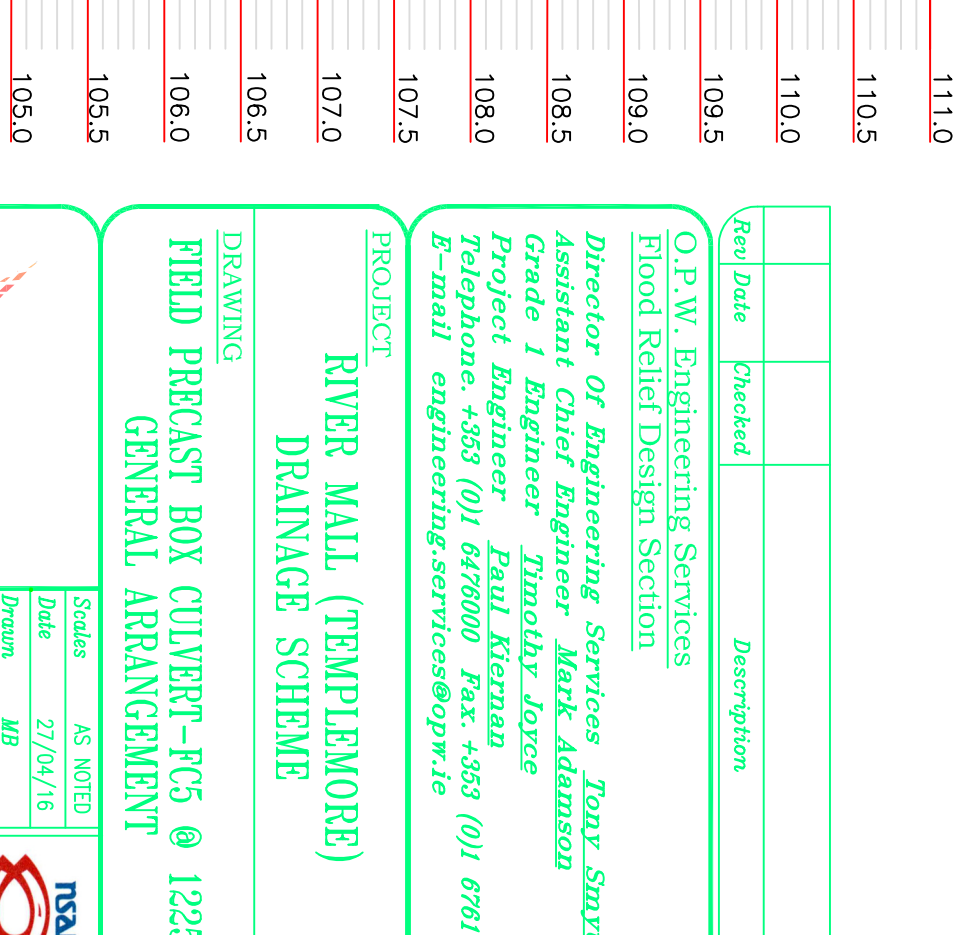 111.0
110.5
110.0
109.5
109.0
108.5
108.0
107.5
107.0
106.5
106.0
105.5
105.0
Rev Date Checked Description
O.P.W. Engineering Services
Flood Relief Design Section
Director Of Engineering Services Tony
Assistant Chief Engineer Mark Adamson
Grade 1 Engineer Timothy Joyce
Project Engineer Paul Kiernan
Telephone. +353 (0)1 6476000 Fax. +353 (0)1 6761
E-mail engineering.services@opw.ie
PROJECT
RIVER MALL (TEMPLEMORE)
DRAINAGE SCHEME
DRAWING
FIELD PRECAST BOX CULVERT-FC5 @ 1225
GENERAL ARRANGEMENT
Scales AS NOTED
Date 27/04/16
Drawn MB
nsa